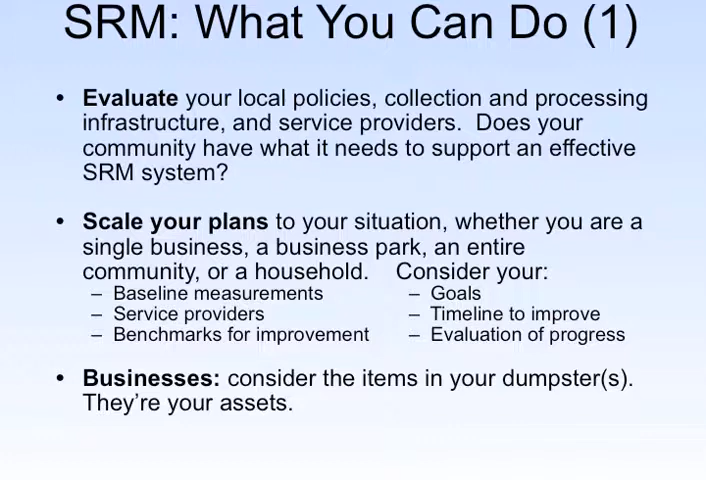 SRM: What You Can Do (1)
• Evaluate your local policies, collection and processing
infrastructure, and service providers.  Does your
community have what it needs to support an effective
SRM system?
• Scale your plans to your situation, whether you are a
single business, a business park, an entire
community, or a household.    Consider your:
– Baseline measurements
– Service providers
– Benchmarks for improvement
– Goals
– Timeline to improve
– Evaluation of progress
• Businesses: consider the items in your dumpster(s).
They’re your assets.